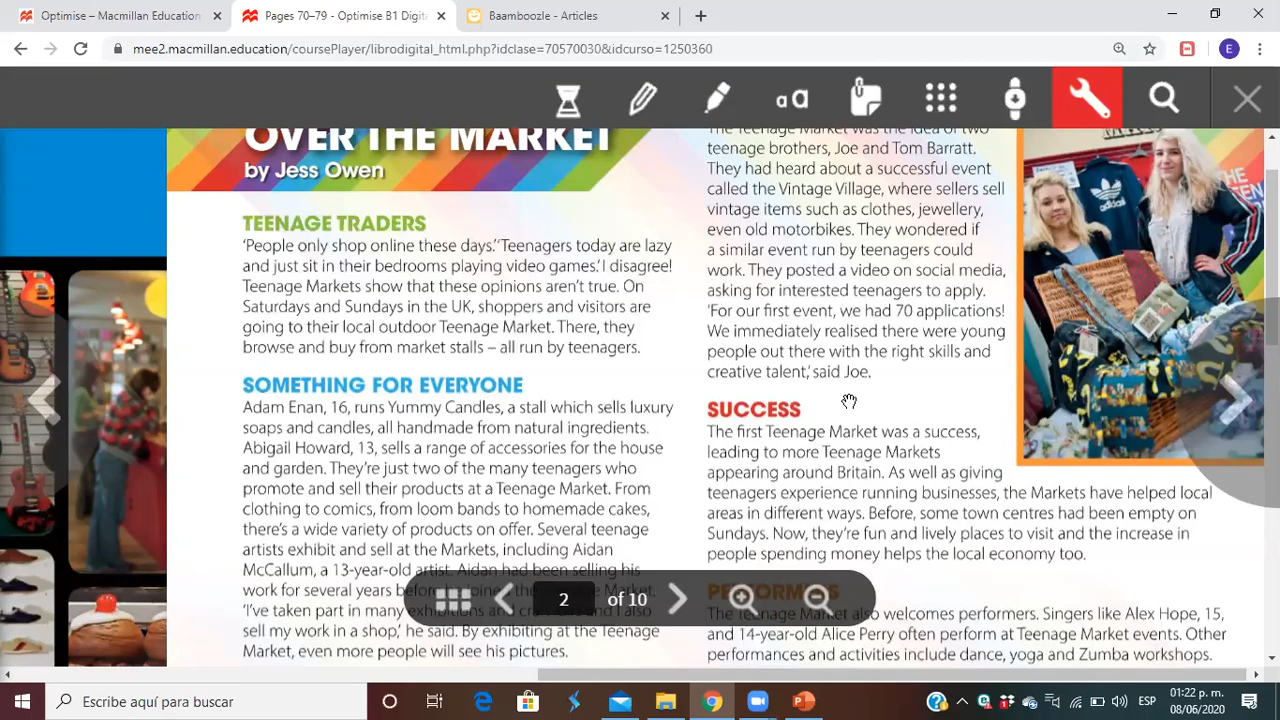 Optimise – Macmillan Education
Pages 70–79 - Optimise B1 Digita
Baamboozle - Articles
mee2.macmillan.education/coursePlayer/librodigital_html.php?idclase=70570030&idcurso=1250360
E
aa
OVER THE MARKET
by Jess Owen
TEENAGE TRADERS
'People only shop online these days.' 'Teenagers today are lazy
and just sit in their bedrooms playing video games.' I disagree!
Teenage Markets show that these opinions aren't true. On
Saturdays and Sundays in the UK, shoppers and visitors are
going to their local outdoor Teenage Market. There, they
browse and buy from market stalls – all run by teenagers.
SOMETHING FOR EVERYONE
Adam Enan, 16, runs Yummy Candles, a stall which sells luxury
soaps and candles, all handmade from natural ingredients.
Abigail Howard, 13, sells a range of accessories for the house
and garden. They're just two of the many teenagers who
promote and sell their products at a Teenage Market. From
clothing to comics, from loom bands to homemade cakes,
there's a wide variety of products on offer. Several teenage
artists exhibit and sell at the Markets, including Aidan
McCallum, a 13-year-old artist. Aidan had been selling his
work for several years before he joined the Teenage Market.
'I've taken part in many exhibitions and I also
sell my work in a shop,' he said. By exhibiting at the Teenage
Market, even more people will see his pictures.
The Teenage Market was the idea of two
teenage brothers, Joe and Tom Barratt.
They had heard about a successful event
called the Vintage Village, where sellers sell
vintage items such as clothes, jewellery,
even old motorbikes. They wondered if
a similar event run by teenagers could
work. They posted a video on social media,
asking for interested teenagers to apply.
'For our first event, we had 70 applications!
We immediately realised there were young
people out there with the right skills and
creative talent,' said Joe.
SUCCESS
The first Teenage Market was a success,
leading to more Teenage Markets
appearing around Britain. As well as giving
teenagers experience running businesses, the Markets have helped local
areas in different ways. Before, some town centres had been empty on
Sundays. Now, they're fun and lively places to visit and the increase in
people spending money helps the local economy too.
PERFORMERS
The Teenage Market also welcomes performers. Singers like Alex Hope, 15,
and 14-year-old Alice Perry often perform at Teenage Market events. Other
performances and activities include dance, yoga and Zumba workshops.
adidas
2 of 10
Escribe aquí para buscar
ESP
01:22 p. m.
08/06/2020